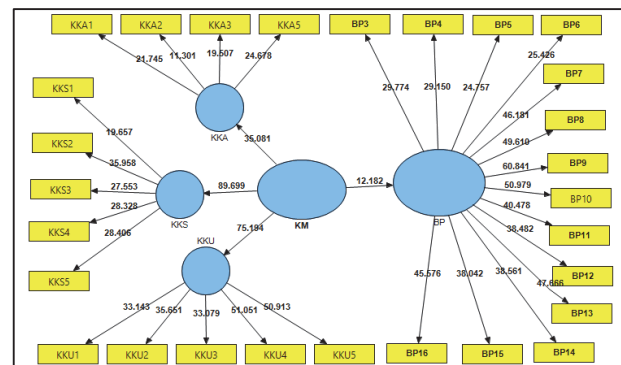 KKA1 KKA2 KKA3 KKA5 BP3 BP4 BP5 BP6
21.745 11.301 19.507 24.678 29.774 29.150 24.757 25.426
BP7
KKS1
46.181
KKA
BP8
19.657
35.081
49.610
KKS2
35.958
60.841
BP9
KKS3
27.553
89.699
KM
12.182
50.979
BP10
28.328
KKS
BP
40.478
KKS4
28.406
75.194
BP11
KKU
38.482
KKS5
BP12
33.143 35.651 33.079 51.051 50.913
45.576 38.042 38.561 47.666
BP13
KKU1 KKU2 KKU3 KKU4 KKU5 BP16 BP15 BP14